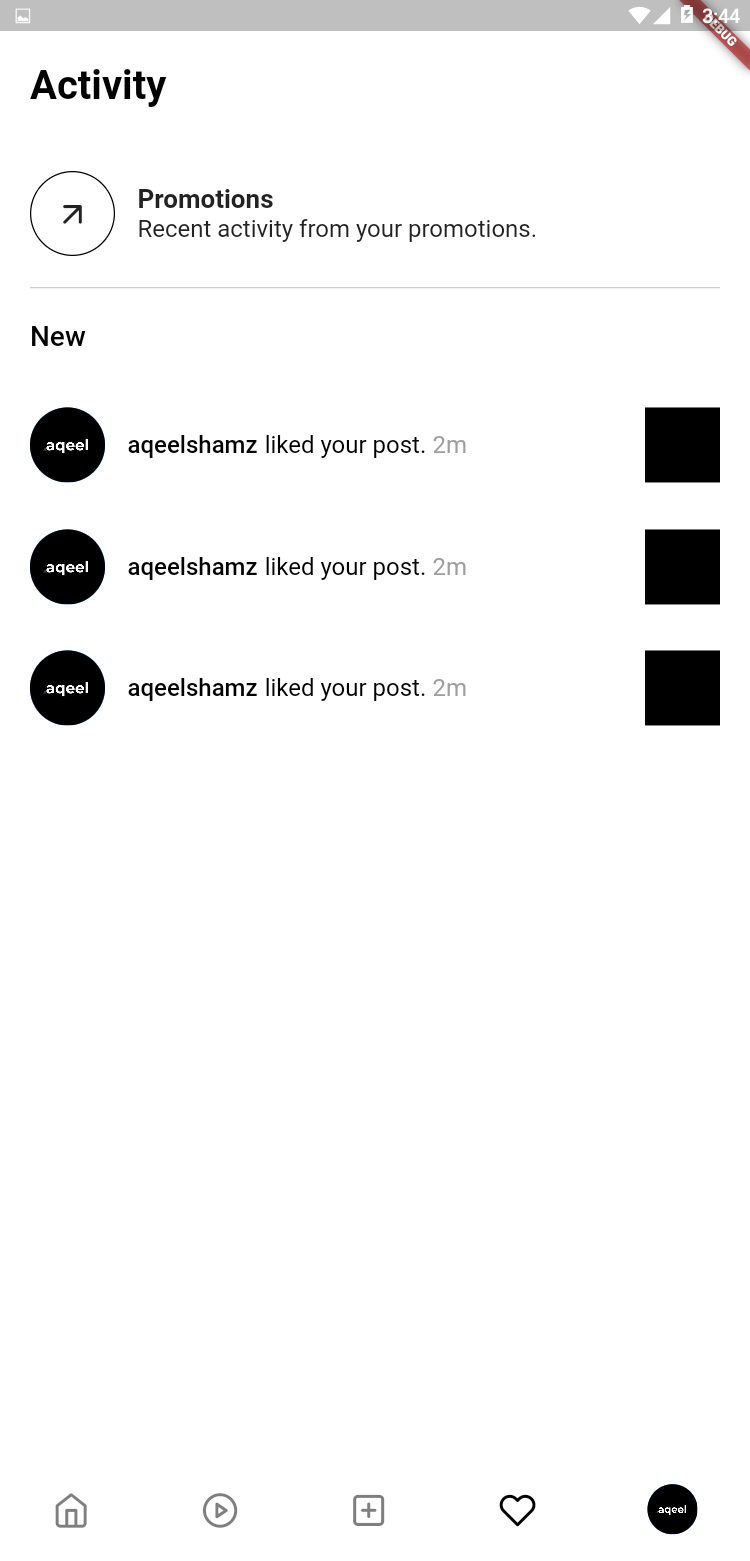 3:44
DEBUG
Activity
Promotions
Recent activity from your promotions.
New
aqeel
aqeelshamz liked your post. 2m
aqeel
aqeelshamz liked your post. 2m
aqeel
aqeelshamz liked your post. 2m
aqeel